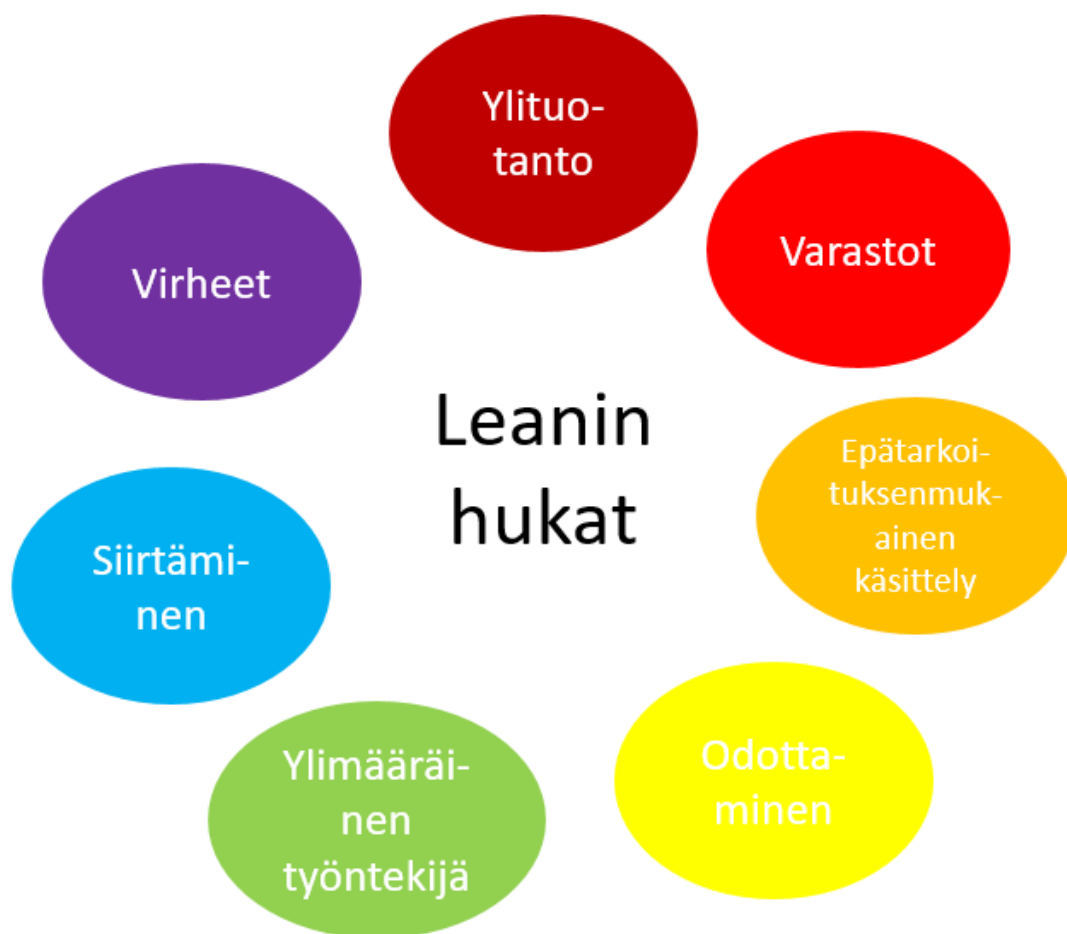 Ylituo-
tanto
Varastot
Virheet
Leanin
hukat
Epätarkoi-
tuksenmuk-
ainen
käsittely
Siirtämi-
nen
Odotta-
minen
Ylimääräi-
nen
työntekijä